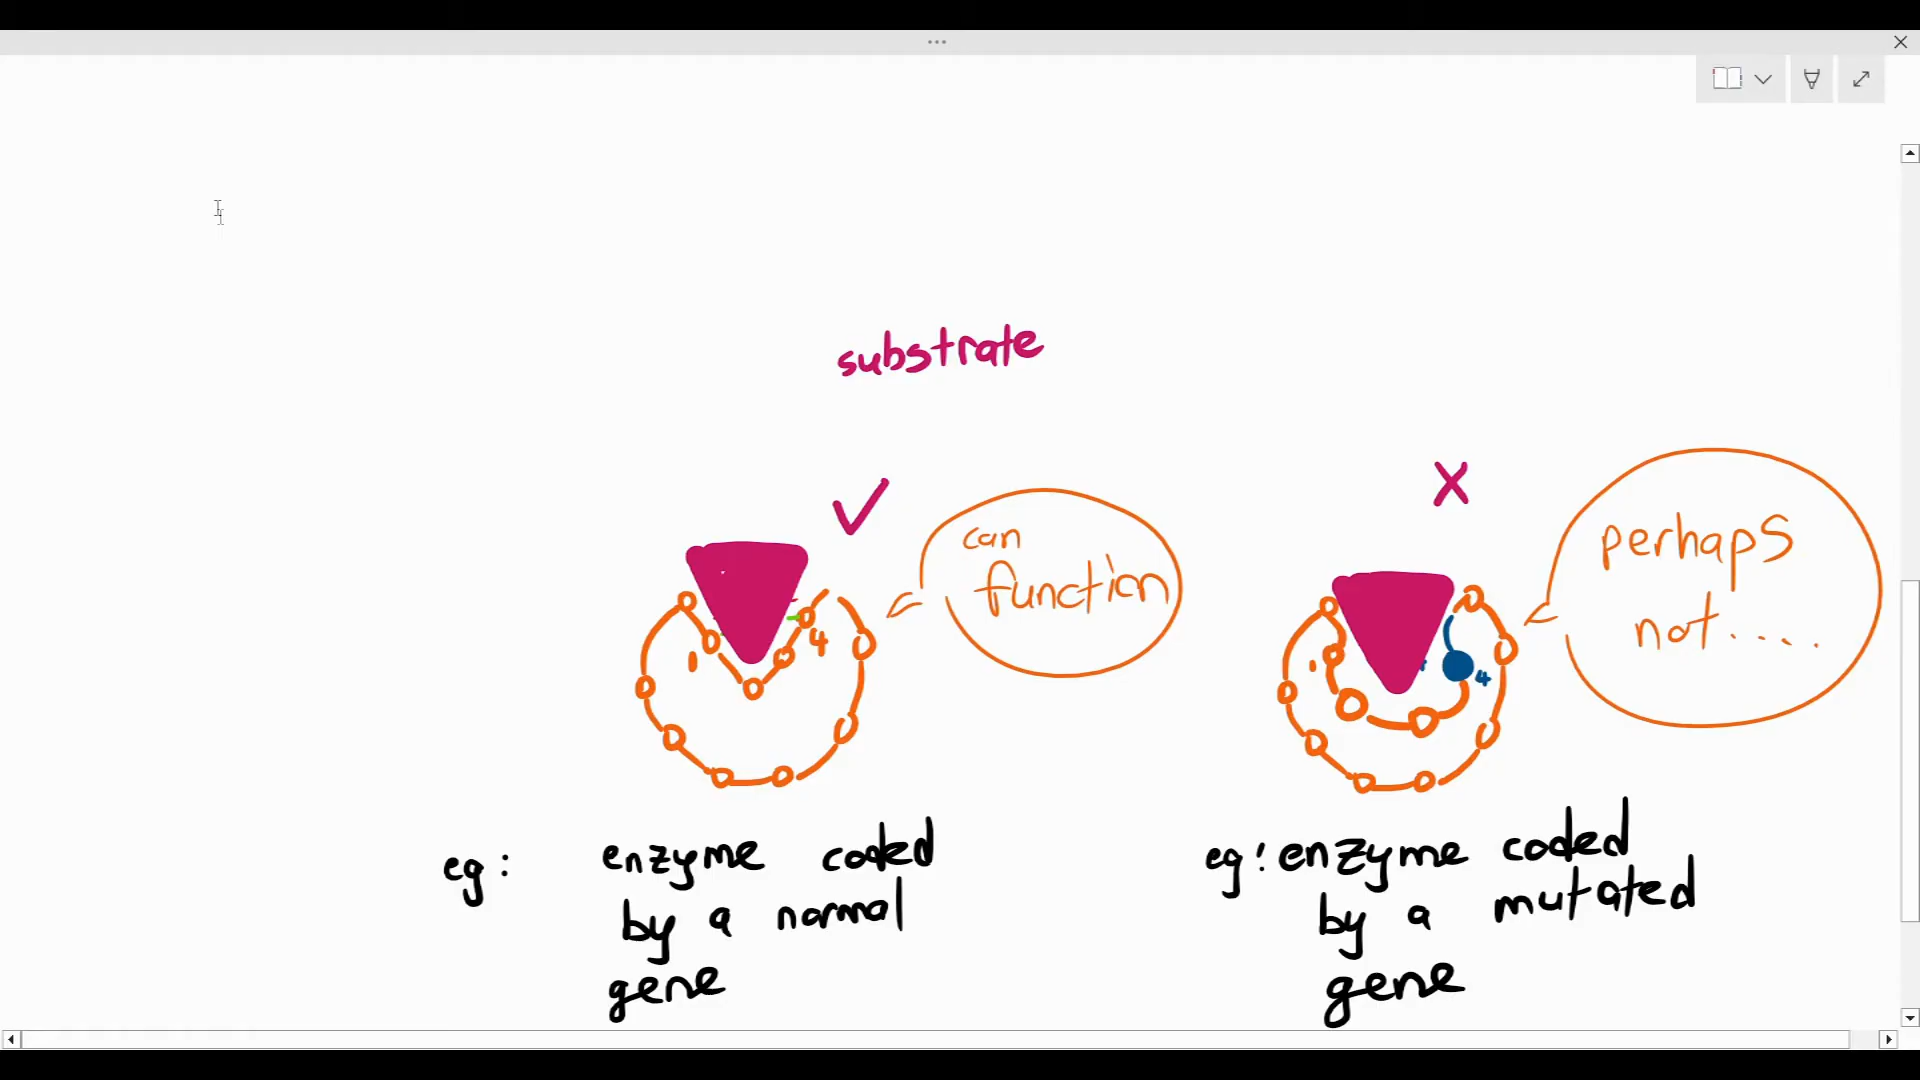 substrate
can
function
perhaps
not....
1
4
1
4
eg: enzyme coded
by a normal
gene
eg: enzyme coded
by a mutated
gene